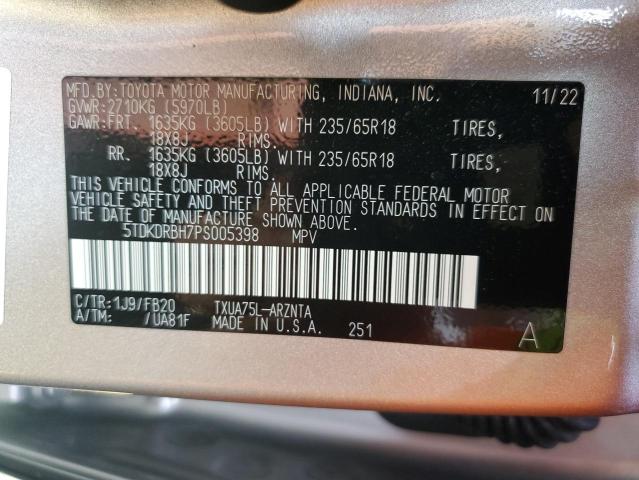 MFD.BY:TOYOTA MOTOR MANUFACTURING, INDIANA, INC. 11/22
GVWR:2710KG (5970LB)
GAWR:FRT. 1635KG (3605LB) WITH 235/65R18 TIRES,
18X8J RIMS.
RR. 1635KG (3605LB) WITH 235/65R18 TIRES,
18X8J RIMS.
THIS VEHICLE CONFORMS TO ALL APPLICABLE FEDERAL MOTOR
VEHICLE SAFETY AND THEFT PREVENTION STANDARDS IN EFFECT ON
THE DATE OF MANUFACTURE SHOWN ABOVE.
5TDKDRBH7PS005398 MPV
C/TR:1J9/FB20 TXUA75L-ARZNTA
A/TM: /UA81F MADE IN U.S.A. 251 A